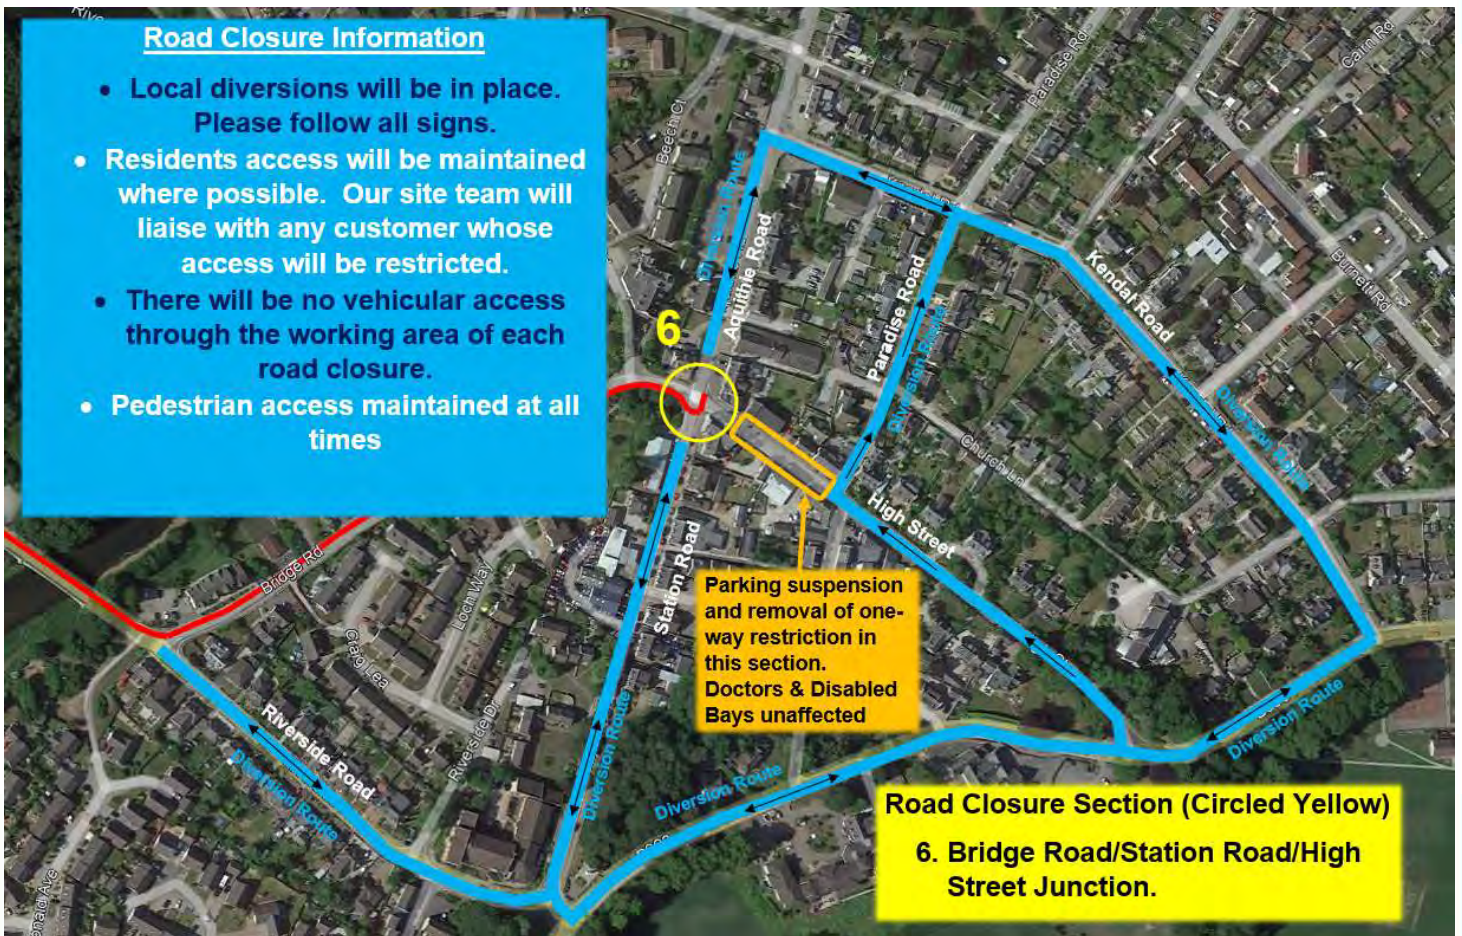 Road Closure Information
• Local diversions will be in place.
Please follow all signs.
• Residents access will be maintained
where possible. Our site team will
liaise with any customer whose
access will be restricted.
• There will be no vehicular access
through the working area of each
road closure.
• Pedestrian access maintained at all
times
Beech Ct
Paradise Rd
Cairn Rd
Burnett Rd
Diversion Route
Aquithie Road
Kendal Road
Paradise Road
Diversion Route
Diversion Route
6
Church Ln
High Street
Station Road
Diversion Route
Parking suspension
and removal of one-
way restriction in
this section.
Doctors & Disabled
Bays unaffected
Bridge Rd
Loch Way
Craig Lea
Riverside Dr
Riverside Road
Diversion Route
Diversion Route
Diversion Route
Road Closure Section (Circled Yellow)
6. Bridge Road/Station Road/High
Street Junction.